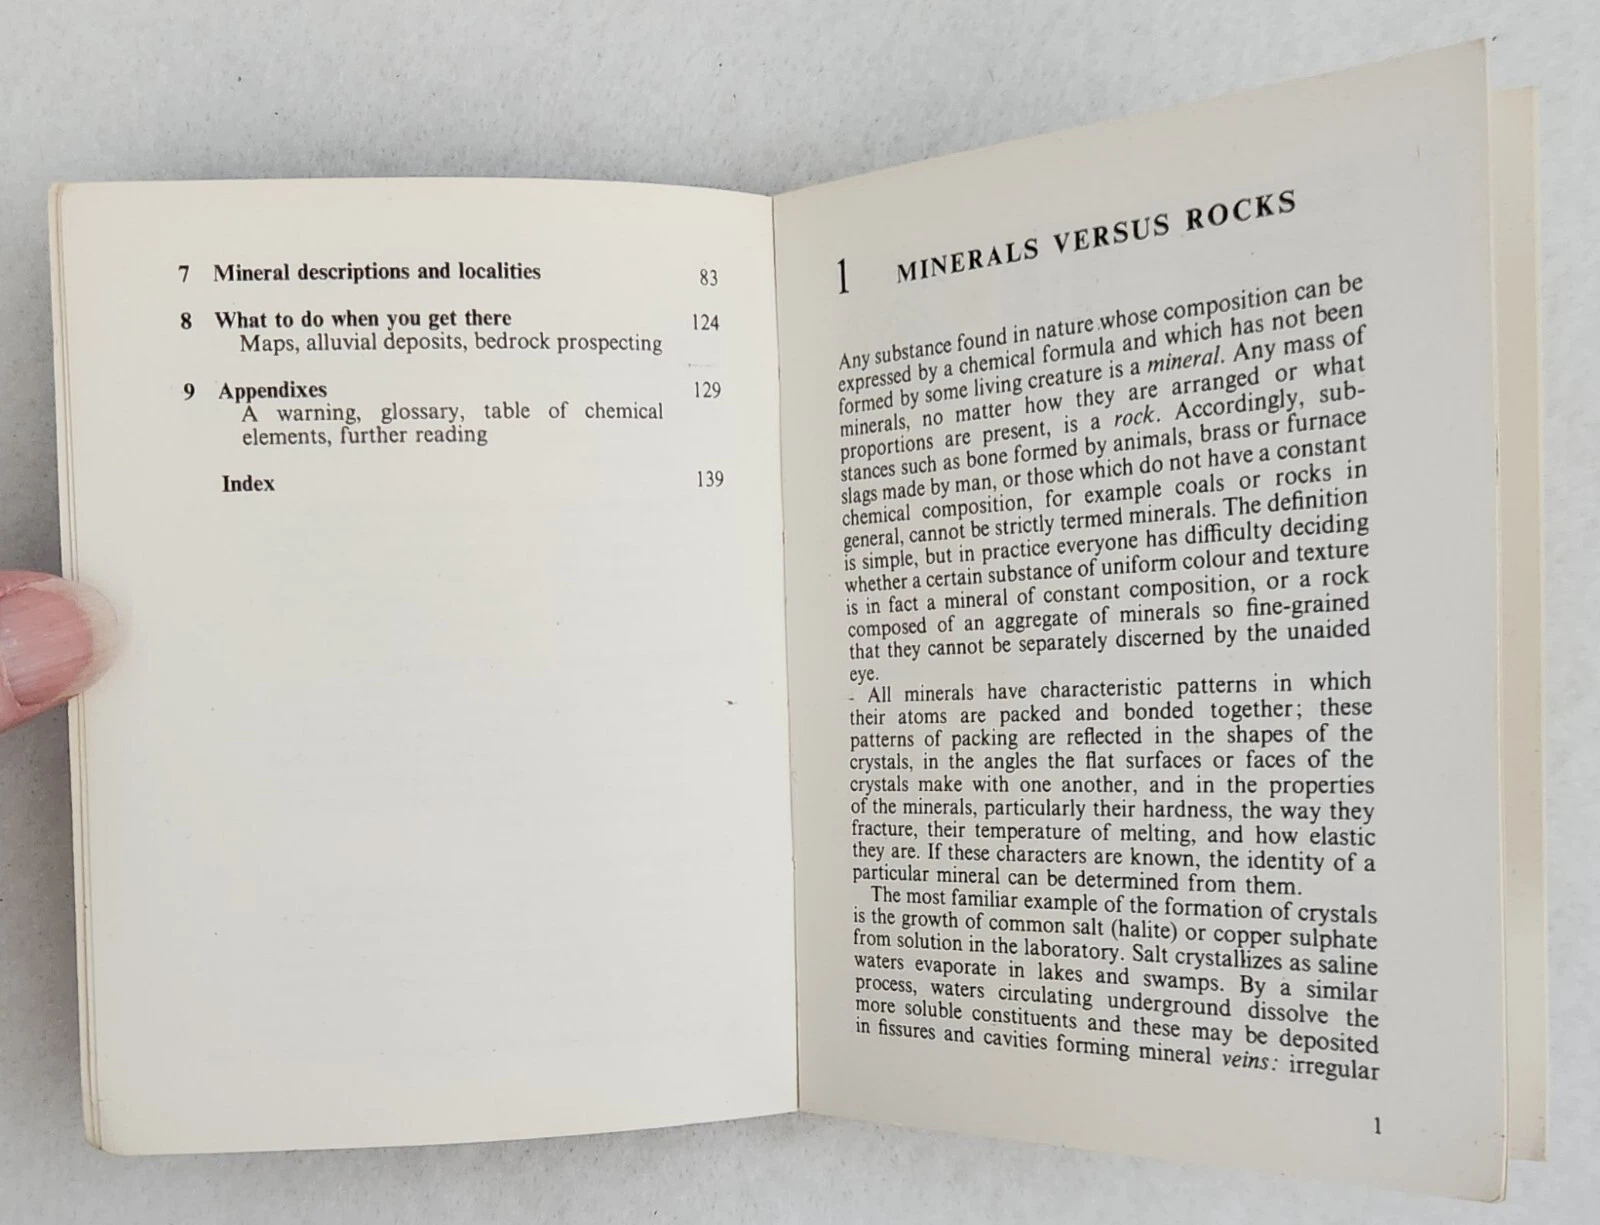 7 Mineral descriptions and localities 83
8 What to do when you get there 124
Maps, alluvial deposits, bedrock prospecting
9 Appendixes 129
A warning, glossary, table of chemical
elements, further reading
Index 139
1 MINERALS VERSUS ROCKS
Any substance found in nature whose composition can be
expressed by a chemical formula and which has not been
formed by some living creature is a mineral. Any mass of
minerals, no matter how they are arranged or what
proportions are present, is a rock. Accordingly, sub-
stances such as bone formed by animals, brass or furnace
slags made by man, or those which do not have a constant
chemical composition, for example coals or rocks in
general, cannot be strictly termed minerals. The definition
is simple, but in practice everyone has difficulty deciding
whether a certain substance of uniform colour and texture
is in fact a mineral of constant composition, or a rock
composed of an aggregate of minerals so fine-grained
that they cannot be separately discerned by the unaided
eye.
All minerals have characteristic patterns in which
their atoms are packed and bonded together; these
patterns of packing are reflected in the shapes of the
crystals, in the angles the flat surfaces or faces of the
crystals make with one another, and in the properties
of the minerals, particularly their hardness, the way they
fracture, their temperature of melting, and how elastic
they are. If these characters are known, the identity of a
particular mineral can be determined from them.
The most familiar example of the formation of crystals
is the growth of common salt (halite) or copper sulphate
from solution in the laboratory. Salt crystallizes as saline
waters evaporate in lakes and swamps. By a similar
process, waters circulating underground dissolve the
more soluble constituents and these may be deposited
in fissures and cavities forming mineral veins: irregular
1